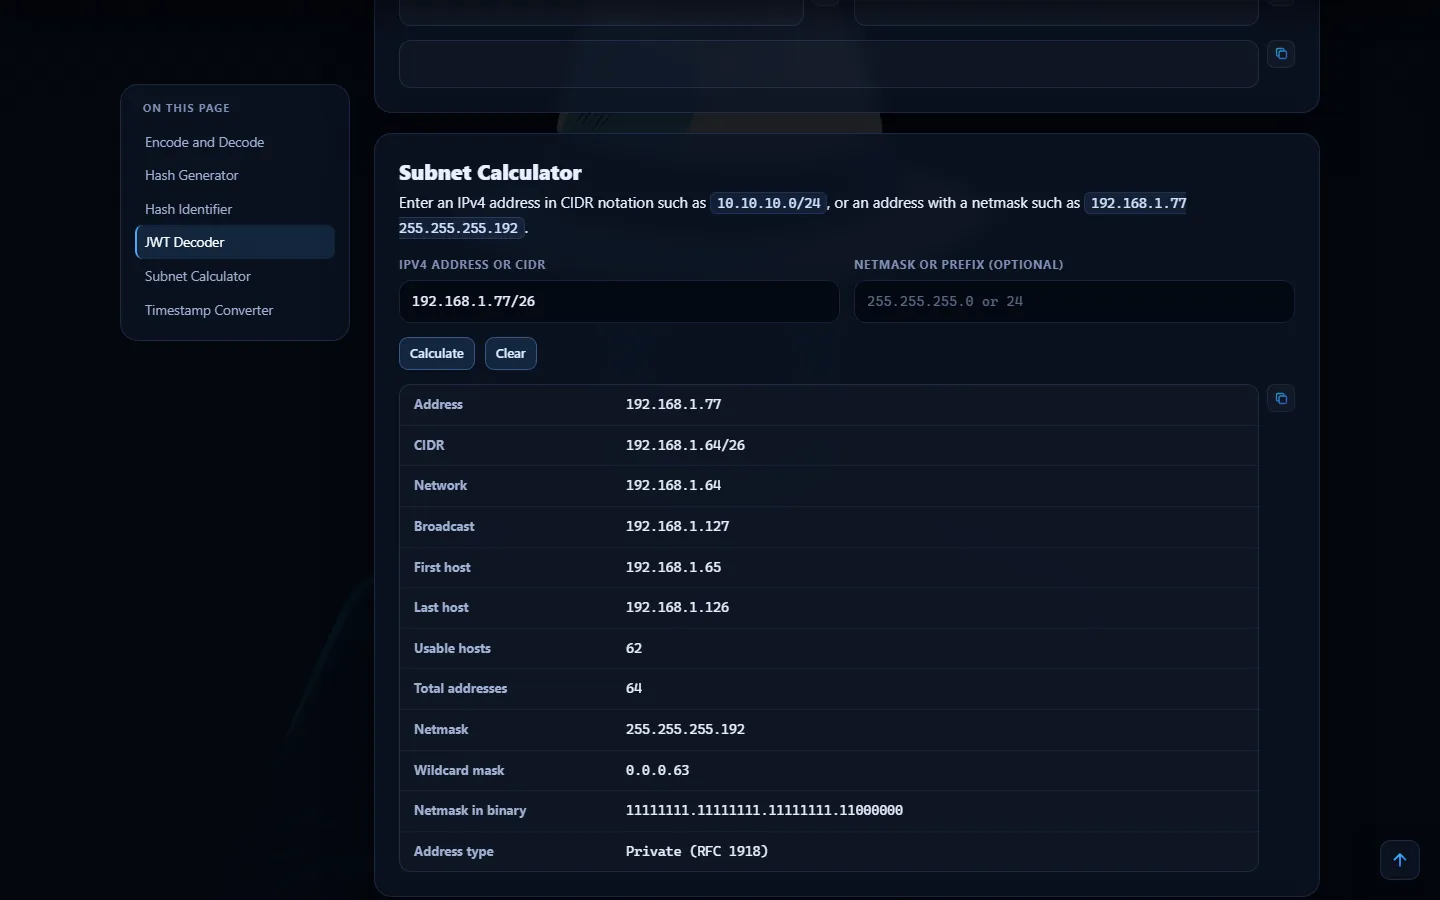 ON THIS PAGE
Encode and Decode
Hash Generator
Hash Identifier
JWT Decoder
Subnet Calculator
Timestamp Converter
Subnet Calculator
Enter an IPv4 address in CIDR notation such as 10.10.10.0/24, or an address with a netmask such as 192.168.1.77
255.255.255.192.
IPV4 ADDRESS OR CIDR
192.168.1.77/26
NETMASK OR PREFIX (OPTIONAL)
255.255.255.0 or 24
Calculate Clear
Address 192.168.1.77
CIDR 192.168.1.64/26
Network 192.168.1.64
Broadcast 192.168.1.127
First host 192.168.1.65
Last host 192.168.1.126
Usable hosts 62
Total addresses 64
Netmask 255.255.255.192
Wildcard mask 0.0.0.63
Netmask in binary 11111111.11111111.11111111.11000000
Address type Private (RFC 1918)